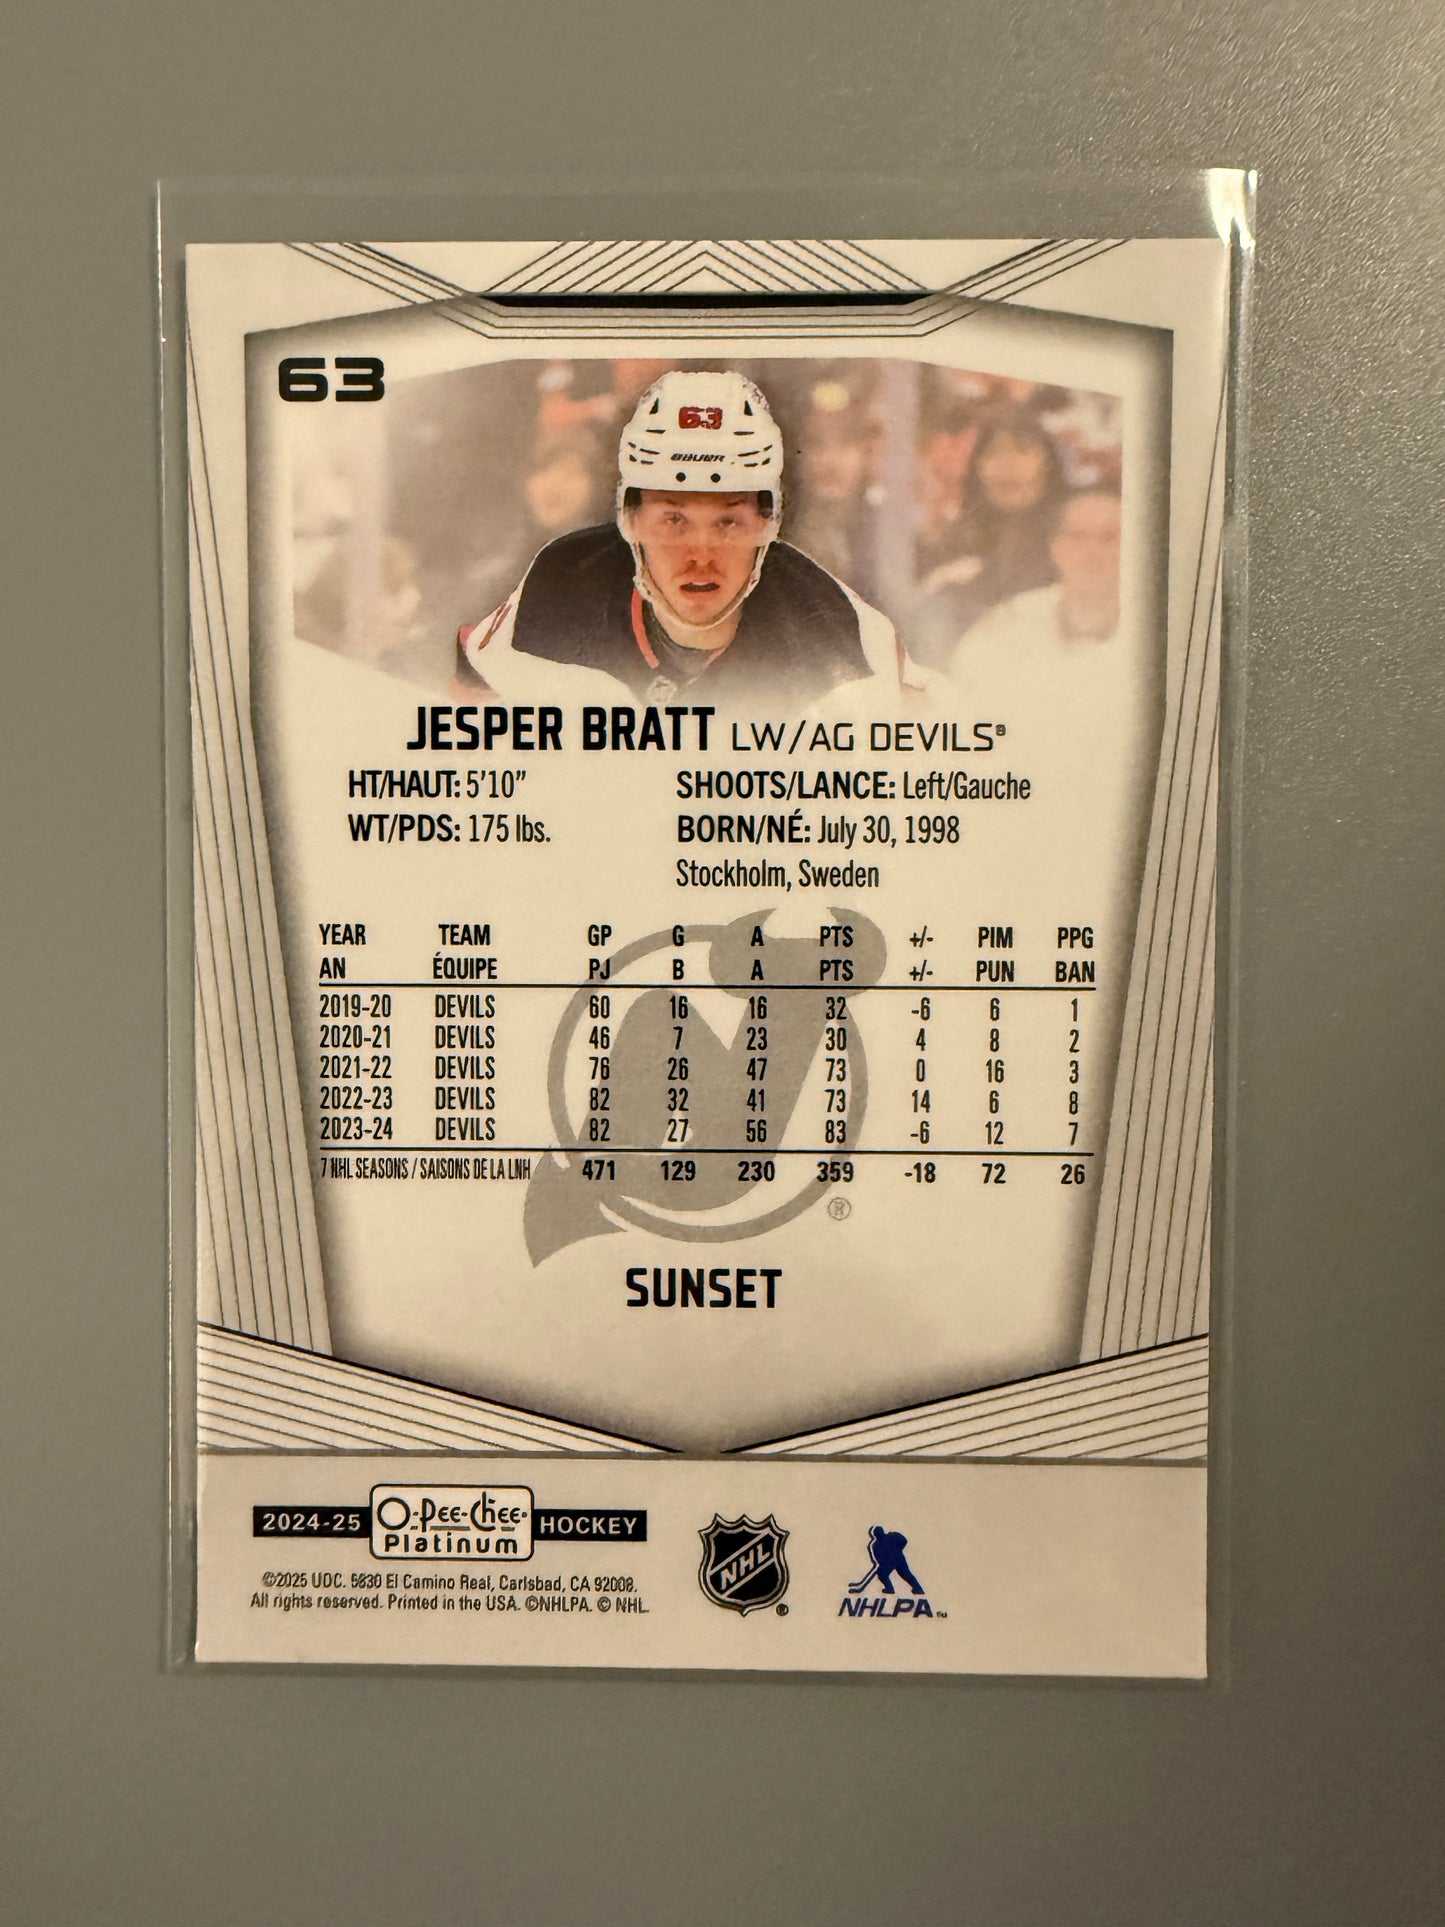 63
63
BAUER
JESPER BRATT LW/AG DEVILS®
HT/HAUT: 5'10" SHOOTS/LANCE: Left/Gauche
WT/PDS: 175 lbs. BORN/NÉ: July 30, 1998
Stockholm, Sweden
YEAR TEAM GP G A PTS +/- PIM PPG
AN ÉQUIPE PJ B A PTS +/- PUN BAN
2019-20 DEVILS 60 16 16 32 -6 6 1
2020-21 DEVILS 46 7 23 30 4 8 2
2021-22 DEVILS 76 26 47 73 0 16 3
2022-23 DEVILS 82 32 41 73 14 6 8
2023-24 DEVILS 82 27 56 83 -6 12 7
7 NHL SEASONS / SAISONS DE LA LNH 471 129 230 359 -18 72 26
®
SUNSET
2024-25 O-Pee-Chee Platinum HOCKEY
©2025 UDC. 5830 El Camino Real, Carlsbad, CA 92008.
All rights reserved. Printed in the USA. ©NHLPA. © NHL.
NHL ®
NHLPA™